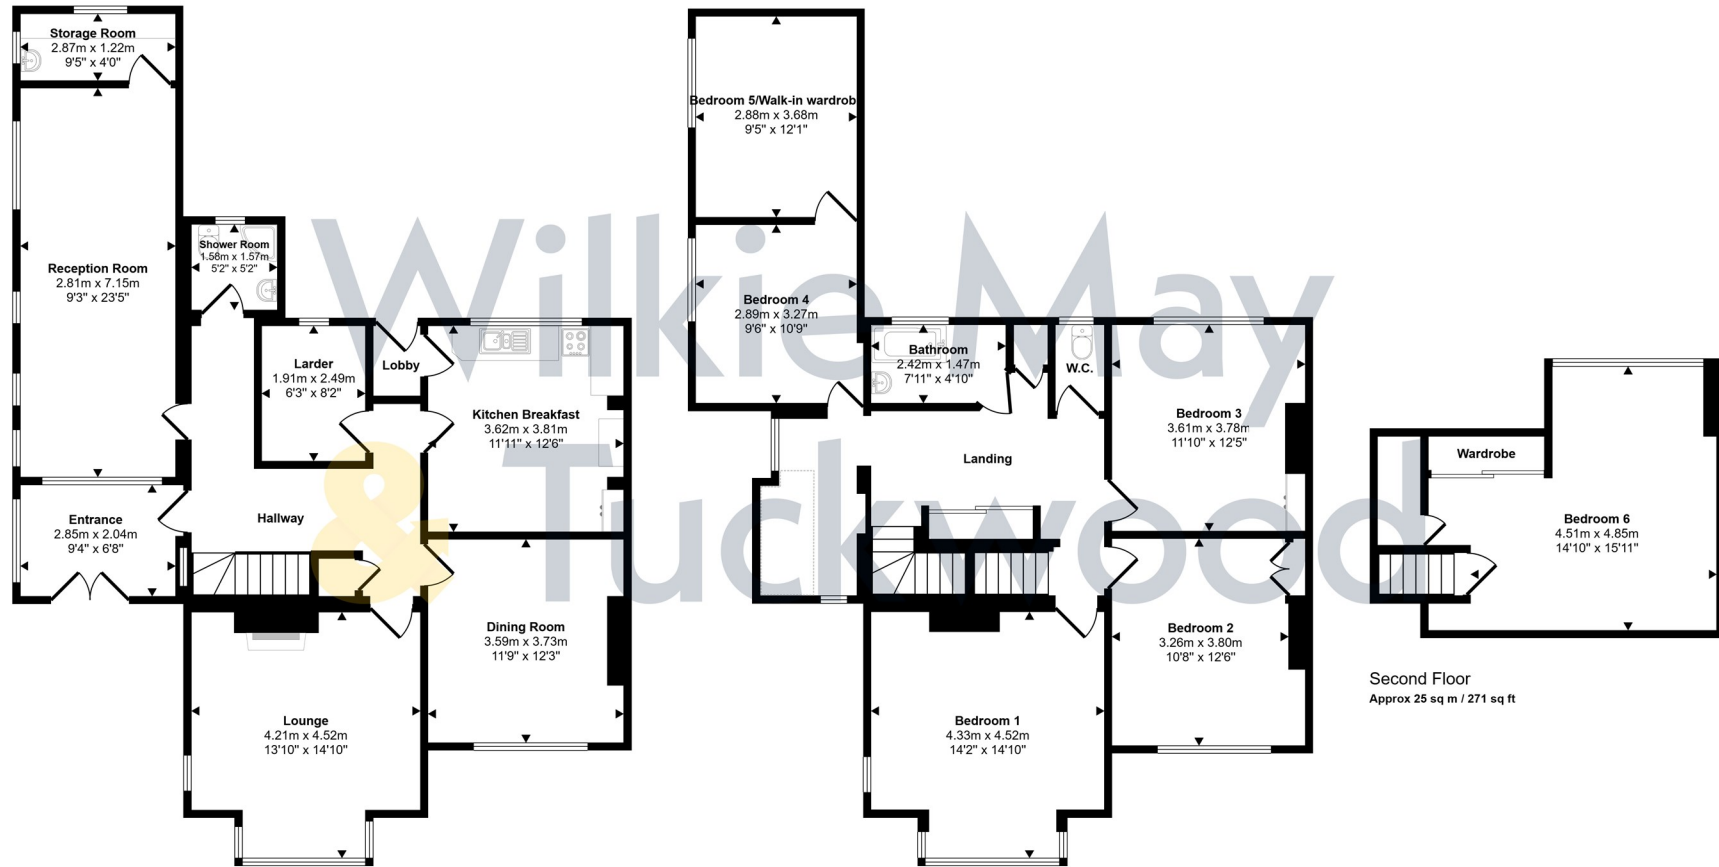 Storage Room
2.87m x 1.22m
9'5" x 4'0"
Reception Room
2.81m x 7.15m
9'3" x 23'5"
Shower Room
1.58m x 1.57m
5'2" x 5'2"
Larder
1.91m x 2.49m
6'3" x 8'2"
Lobby
Kitchen Breakfast
3.62m x 3.81m
11'11" x 12'6"
Entrance
2.85m x 2.04m
9'4" x 6'8"
Hallway
Dining Room
3.59m x 3.73m
11'9" x 12'3"
Lounge
4.21m x 4.52m
13'10" x 14'10"
Bedroom 5/Walk-in wardrob
2.88m x 3.68m
9'5" x 12'1"
Bedroom 4
2.89m x 3.27m
9'6" x 10'9"
Bathroom
2.42m x 1.47m
7'11" x 4'10"
W.C.
Bedroom 3
3.61m x 3.78m
11'10" x 12'5"
Landing
Bedroom 2
3.26m x 3.80m
10'8" x 12'6"
Bedroom 1
4.33m x 4.52m
14'2" x 14'10"
Wardrobe
Bedroom 6
4.51m x 4.85m
14'10" x 15'11"
Second Floor
Approx 25 sq m / 271 sq ft
Wilkie May
& Tuckwood